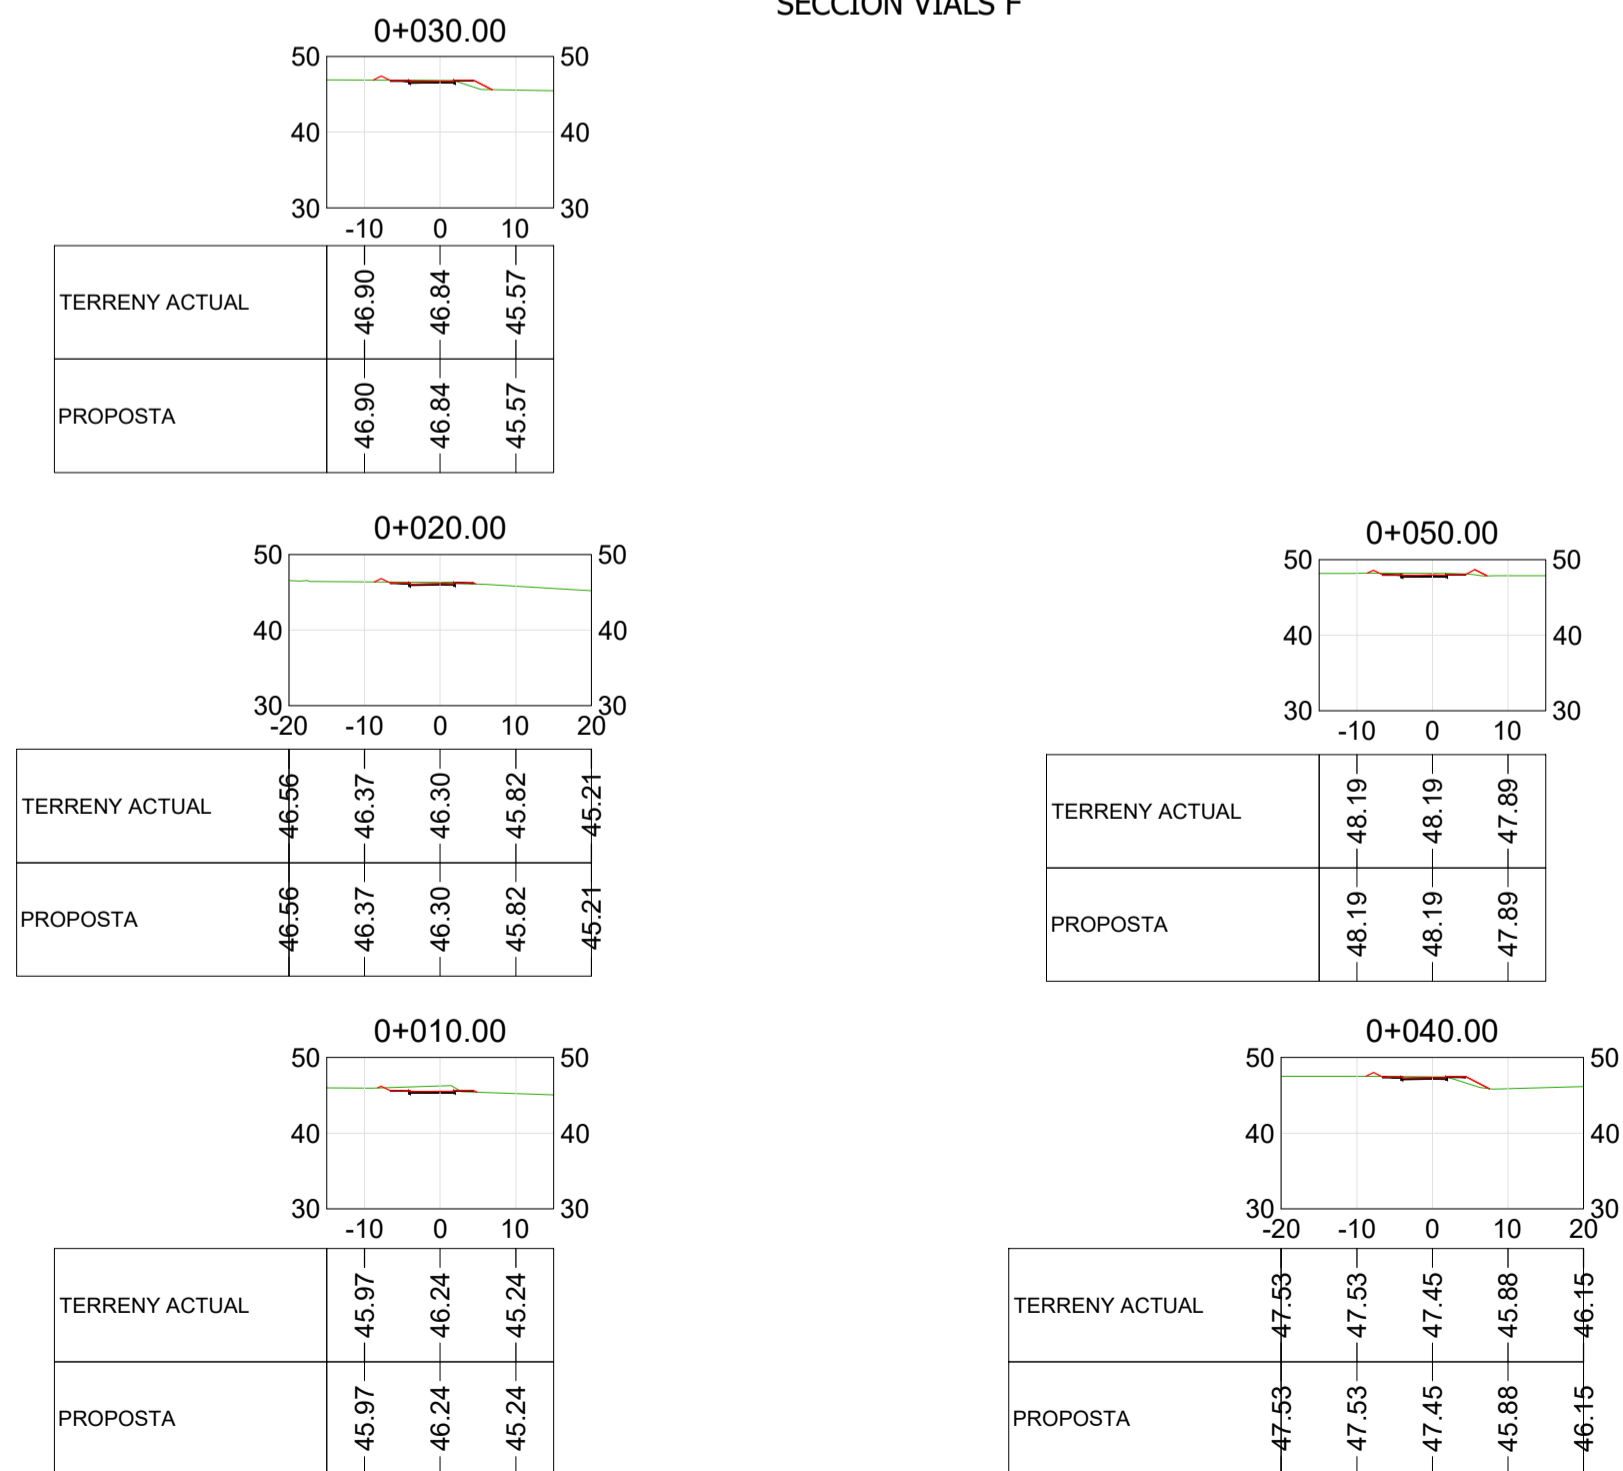 SECCION VIALS F
0+030.00
50 50
40 40
30 30
-10 0 10
TERRENY ACTUAL 46.90 46.84 45.57
PROPOSTA 46.90 46.84 45.57
0+020.00
50 50
40 40
30 30
-20 -10 0 10 20
TERRENY ACTUAL 46.56 46.37 46.30 45.82 45.21
PROPOSTA 46.56 46.37 46.30 45.82 45.21
0+010.00
50 50
40 40
30 30
-10 0 10
TERRENY ACTUAL 45.97 46.24 45.24
PROPOSTA 45.97 46.24 45.24
0+050.00
50 50
40 40
30 30
-10 0 10
TERRENY ACTUAL 48.19 48.19 47.89
PROPOSTA 48.19 48.19 47.89
0+040.00
50 50
40 40
30 30
-20 -10 0 10 20
TERRENY ACTUAL 47.53 47.53 47.45 45.88 46.15
PROPOSTA 47.53 47.53 47.45 45.88 46.15